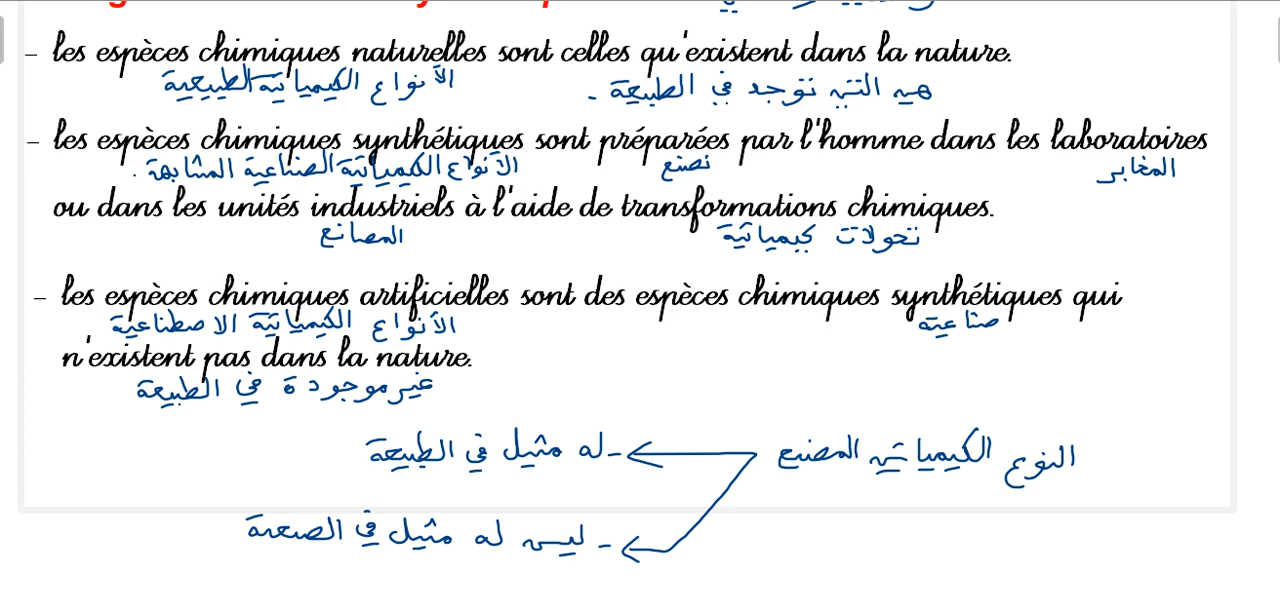 - les espèces chimiques naturelles sont celles qu'existent dans la nature.
الأنواع الكيميائية الطبيعية هي التي توجد في الطبيعة .
- les espèces chimiques synthétiques sont préparées par l'homme dans les laboratoires
الأنواع الكيميائية الصناعية المشابهة . تصنع المخابر
ou dans les unités industriels à l'aide de transformations chimiques.
المصانع تحولات كيميائية
- les espèces chimiques artificielles sont des espèces chimiques synthétiques qui
الأنواع الكيميائية الاصطناعية صناعية
n'existent pas dans la nature.
غير موجودة في الطبيعة
النوع الكيميائي المصنع - له مثيل في الطبيعة
- ليس له مثيل في